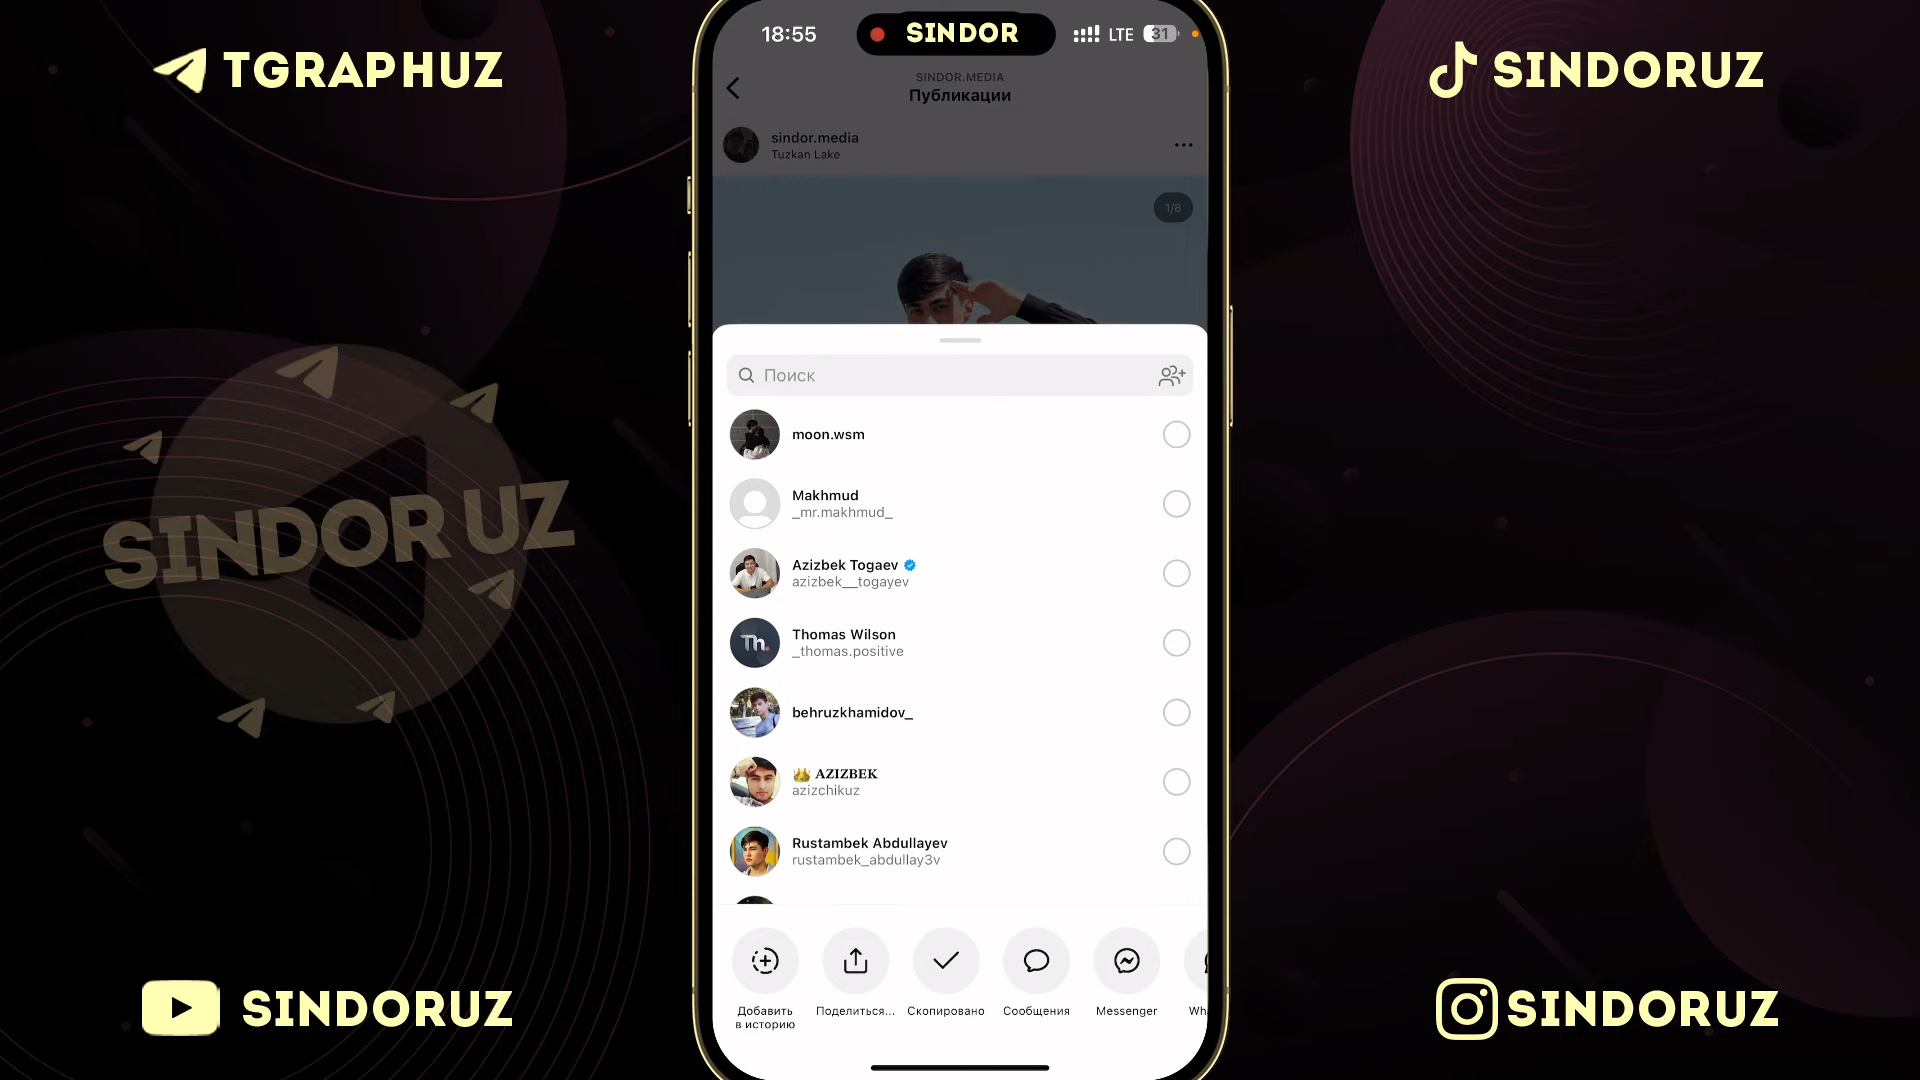 TGRAPHUZ
SINDORUZ
18:55
SINDOR
LTE
31
SINDOR.MEDIA
Публикации
sindor.media
Tuzkan Lake
1/8
Поиск
moon.wsm
Makhmud
_mr.makhmud_
Azizbek Togaev
azizbek__togayev
Th.
Thomas Wilson
_thomas.positive
behruzkhamidov_
AZIZBEK
azizchikuz
Rustambek Abdullayev
rustambek_abdullay3v
Добавить
в историю
Поделиться...
Скопировано
Сообщения
Messenger
SINDOR UZ
SINDORUZ
SINDORUZ